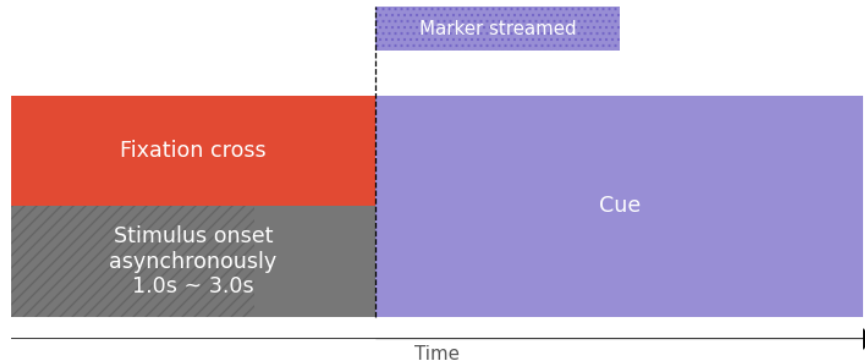 Marker streamed
Fixation cross
Stimulus onset
asynchronously
1.0s ~ 3.0s
Cue
Time